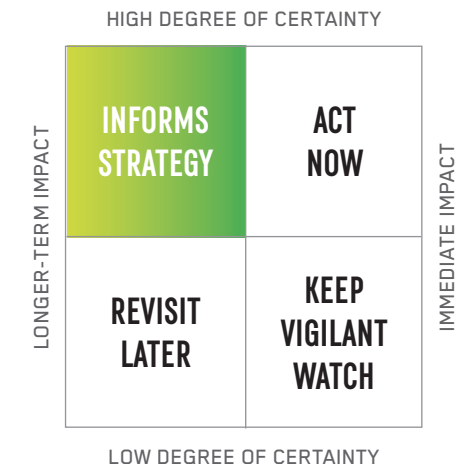 HIGH DEGREE OF CERTAINTY
LONGER-TERM IMPACT
INFORMS
STRATEGY
ACT
NOW
IMMEDIATE IMPACT
REVISIT
LATER
KEEP
VIGILANT
WATCH
LOW DEGREE OF CERTAINTY